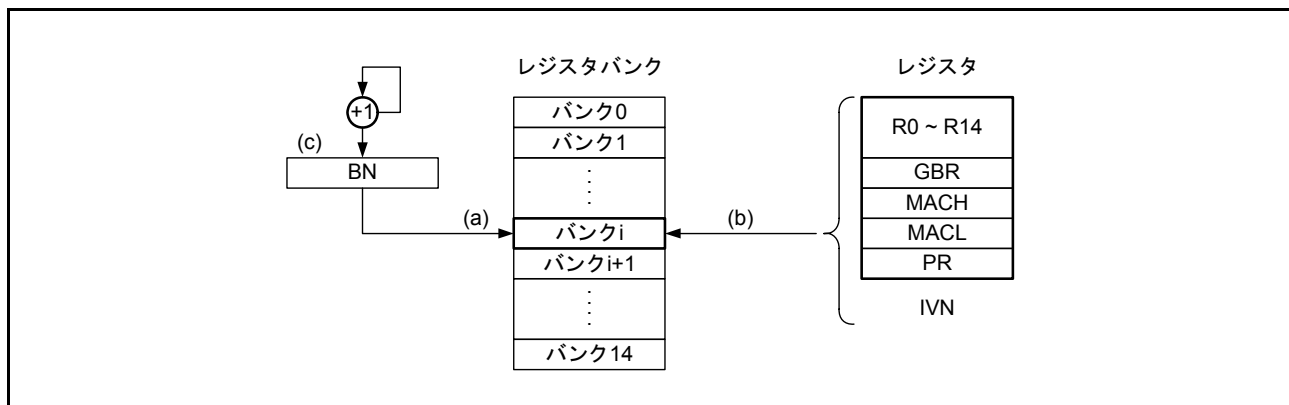 レジスタバンク
レジスタ
+1
(c)
BN
(a)
バンク0
バンク1
バンクi
バンクi+1
バンク14
(b)
R0 ~ R14
GBR
MACH
MACL
PR
IVN